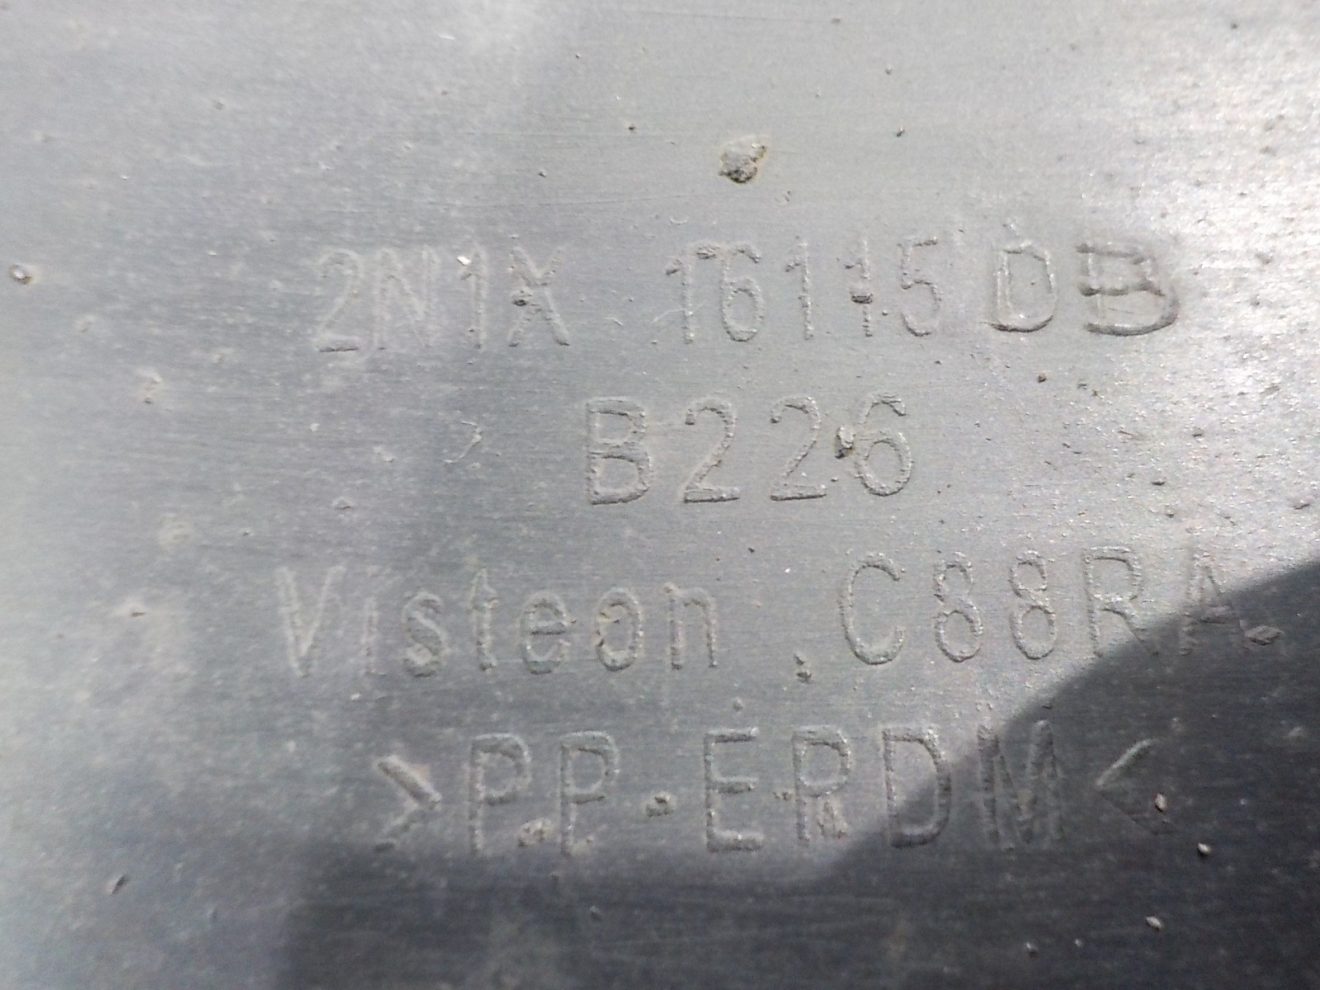 2N1X 16115 DB
B226
Visteon C88RA
>PP-ERDM<